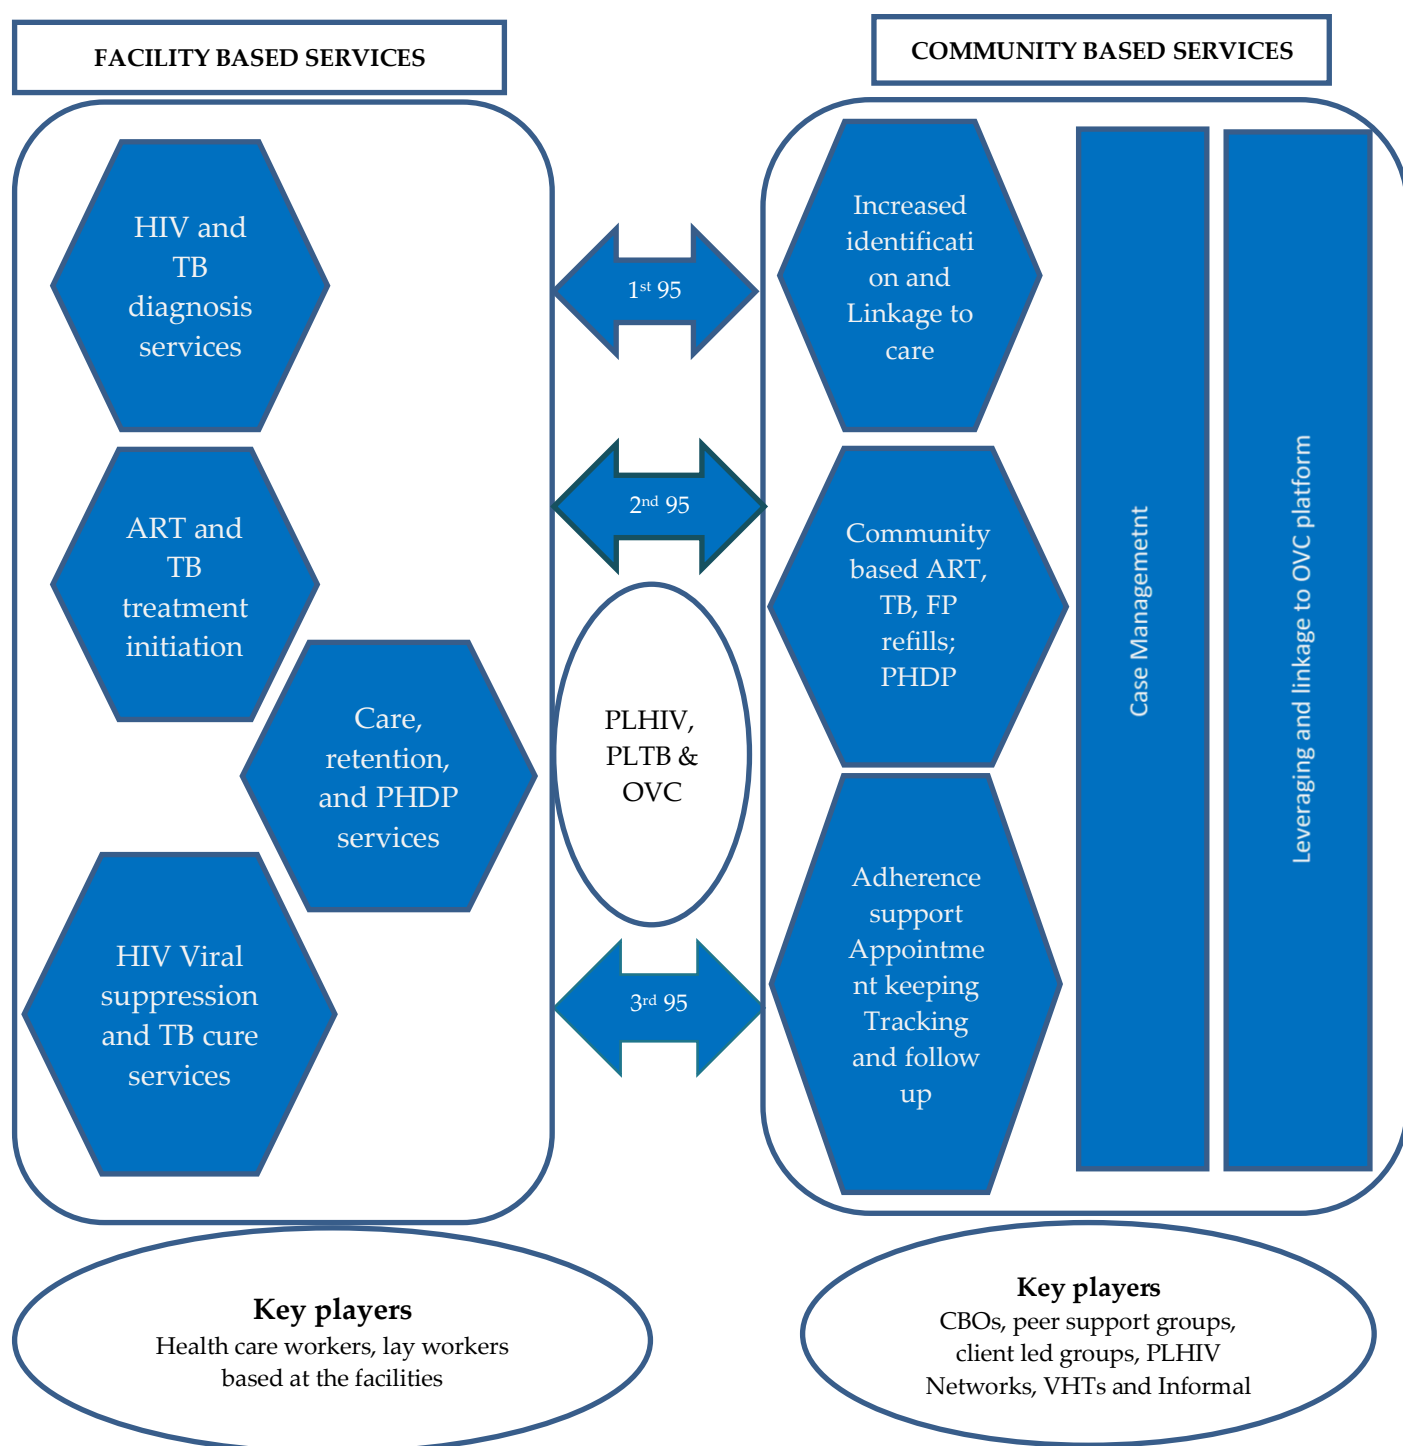 FACILITY BASED SERVICES
COMMUNITY BASED SERVICES
HIV and
TB
diagnosis
services
ART and
TB
treatment
initiation
Care,
retention,
and PHDP
services
HIV Viral
suppression
and TB cure
services
1st 95
2nd 95
PLHIV,
PLTB &
OVC
3rd 95
Increased
identificati
on and
Linkage to
care
Community
based ART,
TB, FP
refills;
PHDP
Adherence
support
Appointme
nt keeping
Tracking
and follow
up
Case Managemetnt
Leveraging and linkage to OVC platform
Key players
Health care workers, lay workers
based at the facilities
Key players
CBOs, peer support groups,
client led groups, PLHIV
Networks, VHTs and Informal